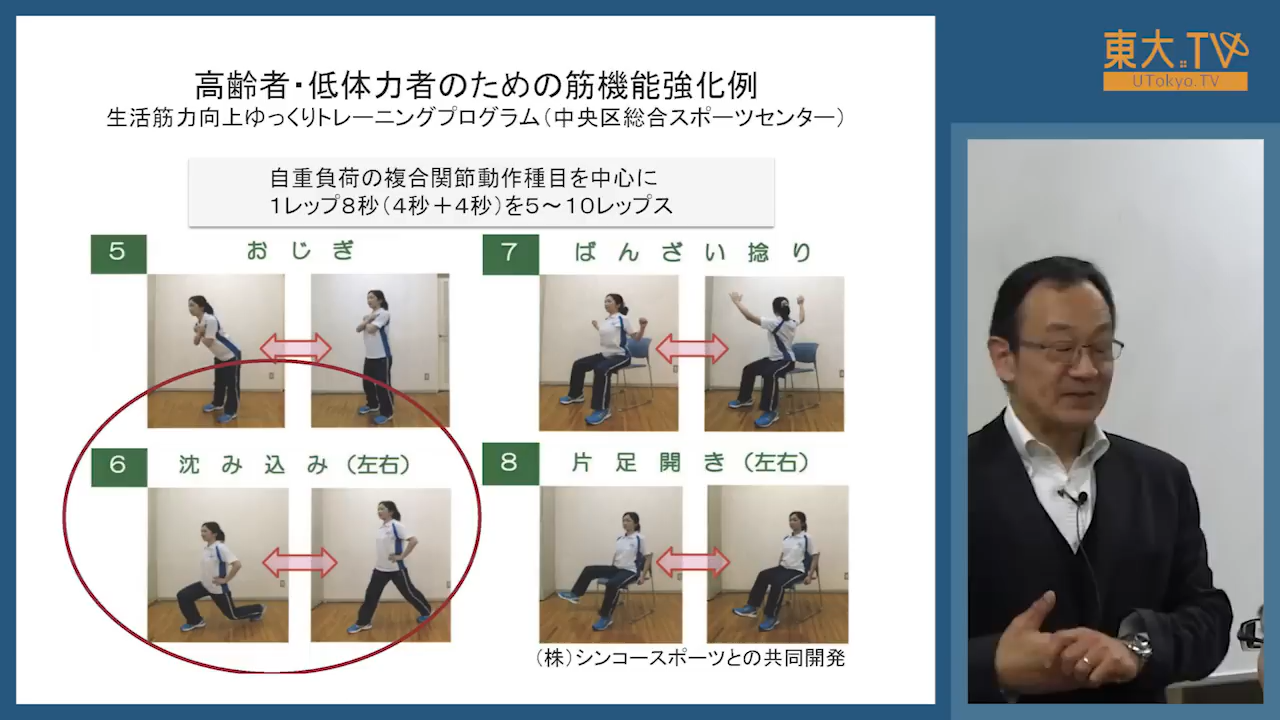 高齢者・低体力者のための筋機能強化例
生活筋力向上ゆっくりトレーニングプログラム（中央区総合スポーツセンター）
自重負荷の複合関節動作種目を中心に
１レップ８秒（４秒＋４秒）を５～１０レップス
５ おじぎ
７ ばんざい捻り
６ 沈み込み（左右）
８ 片足開き（左右）
（株）シンコースポーツとの共同開発
東大TV
UTokyo.TV